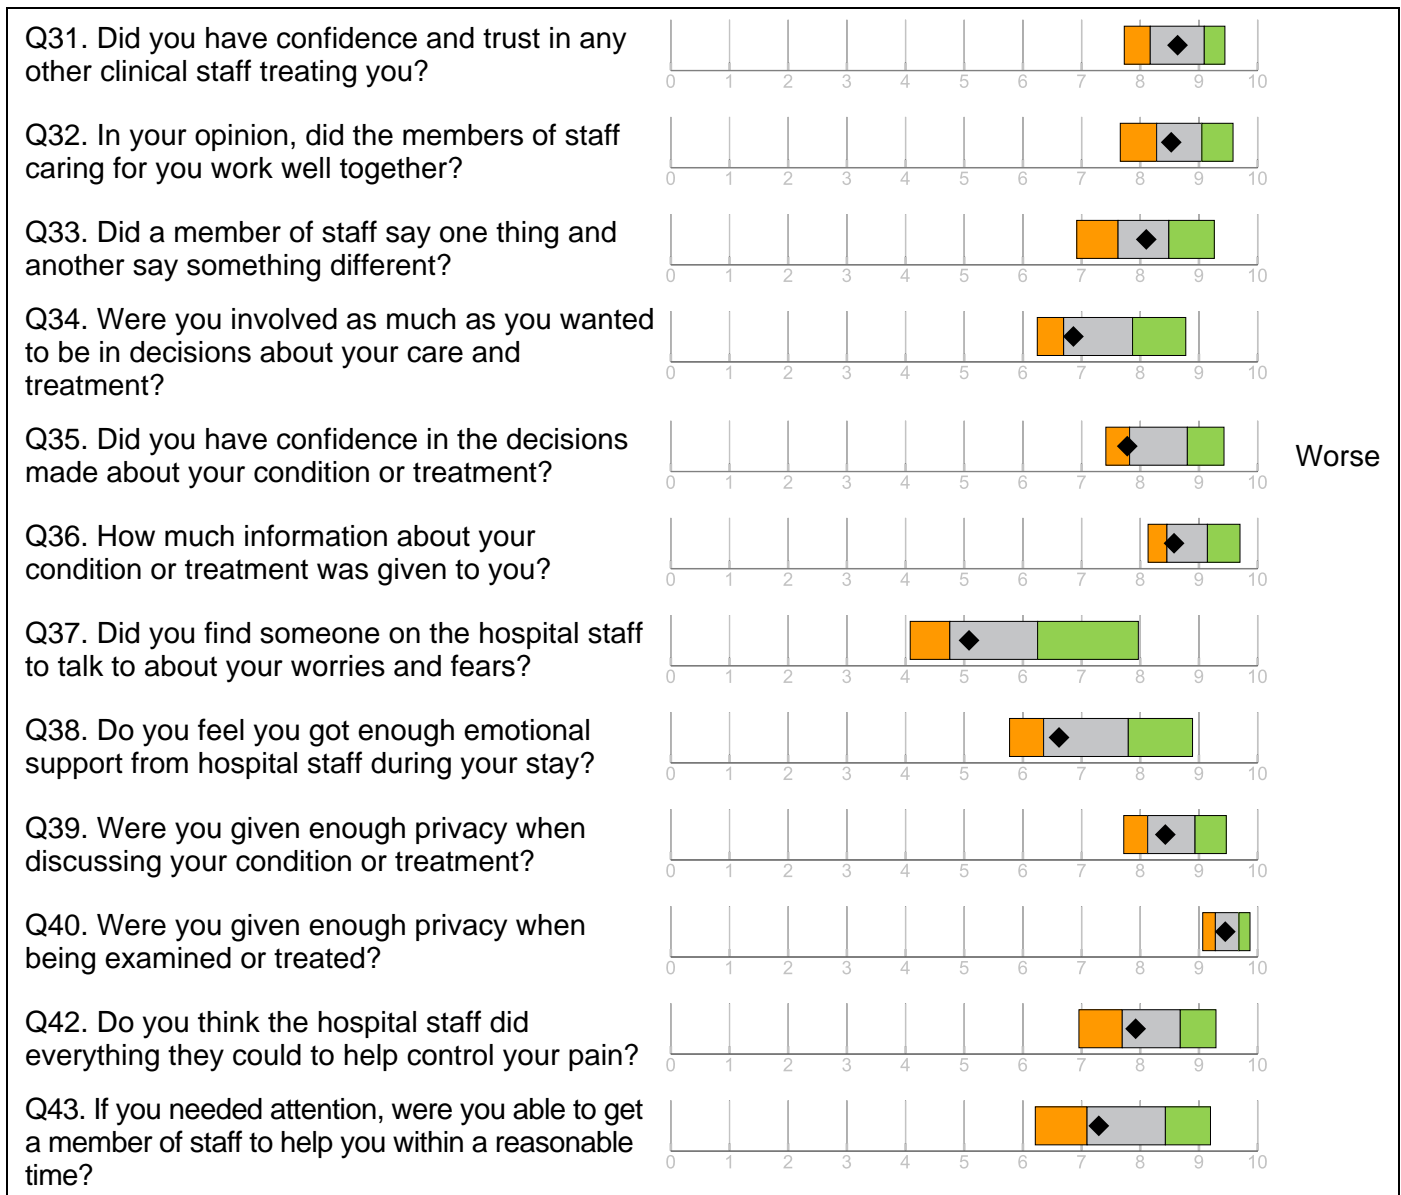 Q31. Did you have confidence and trust in any
other clinical staff treating you?
0 1 2 3 4 5 6 7 8 9 10
Q32. In your opinion, did the members of staff
caring for you work well together?
0 1 2 3 4 5 6 7 8 9 10
Q33. Did a member of staff say one thing and
another say something different?
0 1 2 3 4 5 6 7 8 9 10
Q34. Were you involved as much as you wanted
to be in decisions about your care and
treatment?
0 1 2 3 4 5 6 7 8 9 10
Q35. Did you have confidence in the decisions
made about your condition or treatment?
Worse
0 1 2 3 4 5 6 7 8 9 10
Q36. How much information about your
condition or treatment was given to you?
0 1 2 3 4 5 6 7 8 9 10
Q37. Did you find someone on the hospital staff
to talk to about your worries and fears?
0 1 2 3 4 5 6 7 8 9 10
Q38. Do you feel you got enough emotional
support from hospital staff during your stay?
0 1 2 3 4 5 6 7 8 9 10
Q39. Were you given enough privacy when
discussing your condition or treatment?
0 1 2 3 4 5 6 7 8 9 10
Q40. Were you given enough privacy when
being examined or treated?
0 1 2 3 4 5 6 7 8 9 10
Q42. Do you think the hospital staff did
everything they could to help control your pain?
0 1 2 3 4 5 6 7 8 9 10
Q43. If you needed attention, were you able to get
a member of staff to help you within a reasonable
time?
0 1 2 3 4 5 6 7 8 9 10